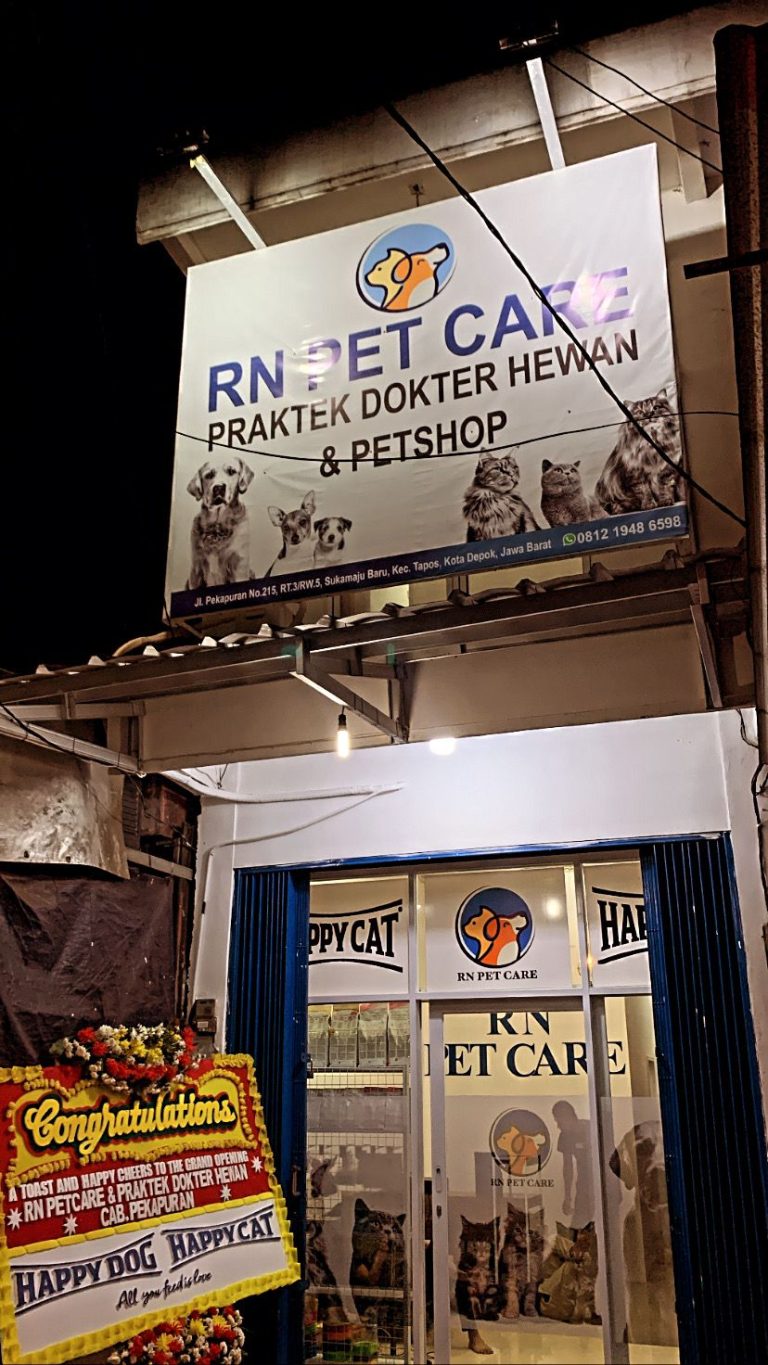 RN PET CARE
PRAKTEK DOKTER HEWAN
& PETSHOP
Jl. Pekapuran No.215, RT.3/RW.5, Sukamaju Baru, Kec. Tapos, Kota Depok, Jawa Barat 0812 1948 6598
PPY CAT
RN PET CARE
HAP
RN
PET CARE
RN PET CARE
Congratulations
A TOAST AND HAPPY CHEERS TO THE GRAND OPENING
RN PETCARE & PRAKTEK DOKTER HENAN
CAB. PEKAPURAN
HAPPY DOG HAPPY CAT
All you feed is love